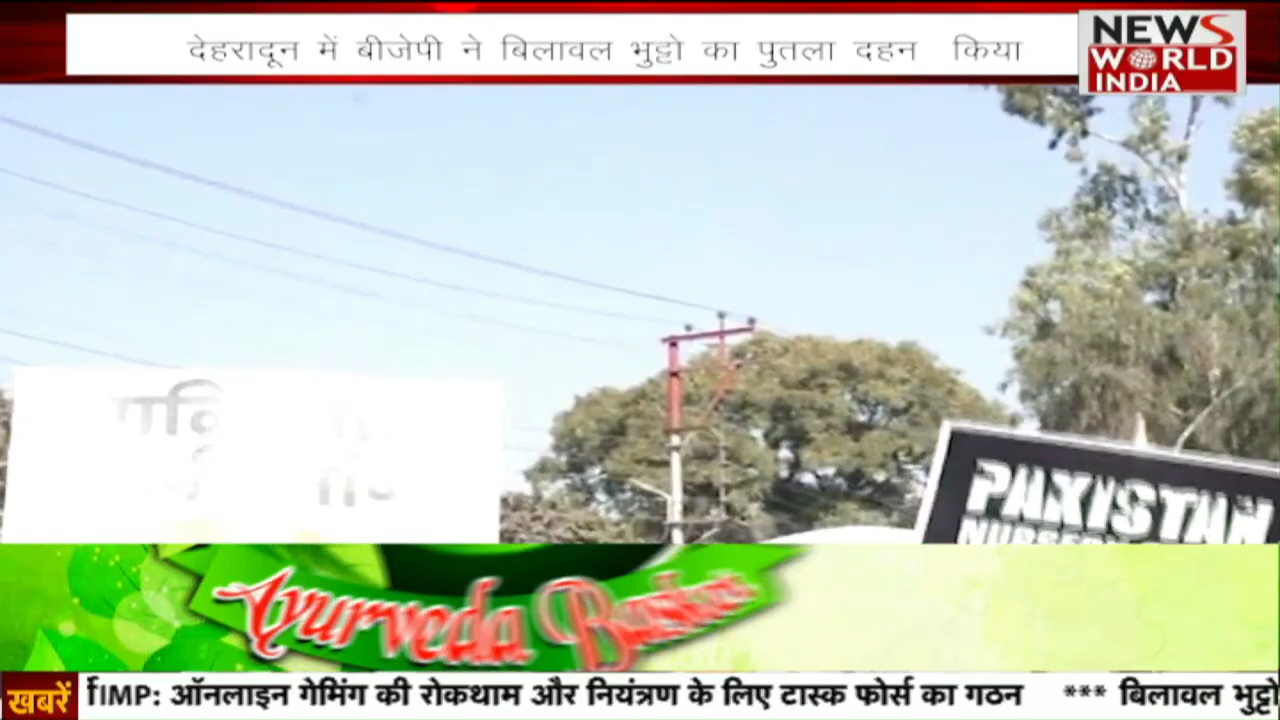 देहरादून में बीजेपी ने बिलावल भुट्टो का पुतला दहन किया
NEWS
WORLD
INDIA
PAKISTAN
Ayurveda
खबरें
IMP: ऑनलाइन गेमिंग की रोकथाम और नियंत्रण के लिए टास्क फोर्स का गठन *** बिलावल भुट्टो